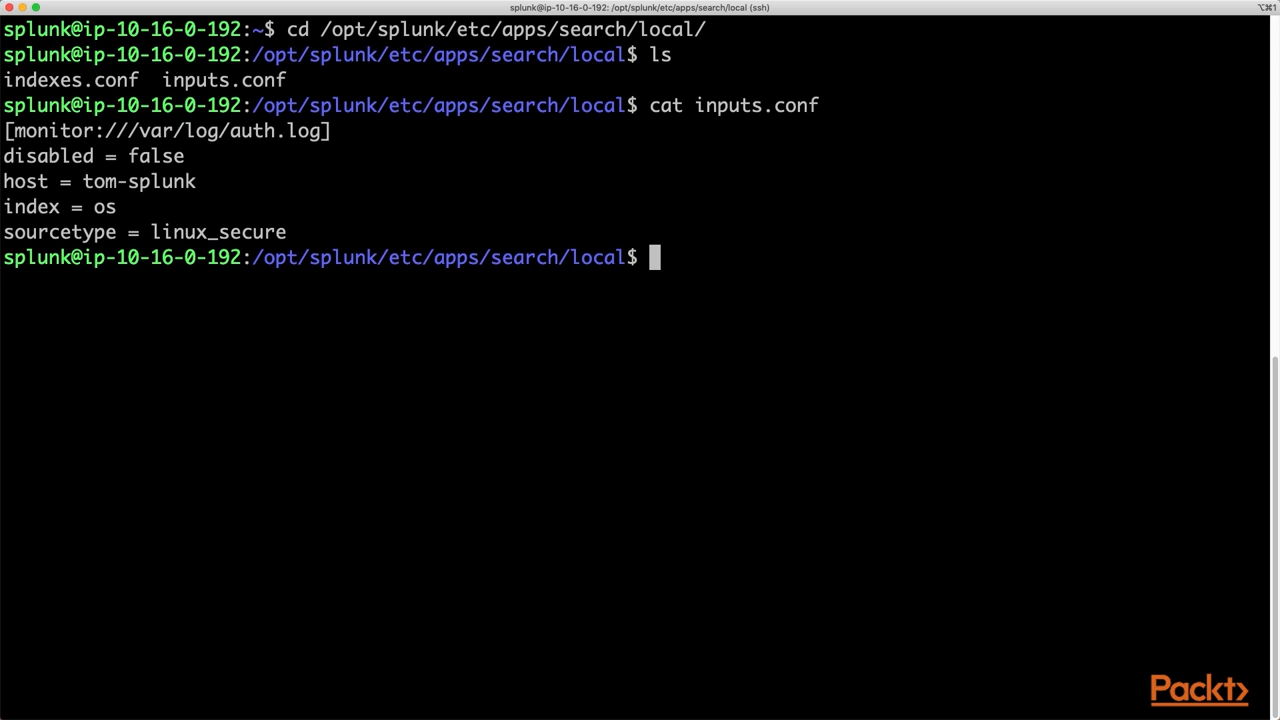 splunk@ip-10-16-0-192: /opt/splunk/etc/apps/search/local (ssh)
⌥⌘1
splunk@ip-10-16-0-192:~$ cd /opt/splunk/etc/apps/search/local/
splunk@ip-10-16-0-192:/opt/splunk/etc/apps/search/local$ ls
indexes.conf  inputs.conf
splunk@ip-10-16-0-192:/opt/splunk/etc/apps/search/local$ cat inputs.conf
[monitor:///var/log/auth.log]
disabled = false
host = tom-splunk
index = os
sourcetype = linux_secure
splunk@ip-10-16-0-192:/opt/splunk/etc/apps/search/local$
Packt>